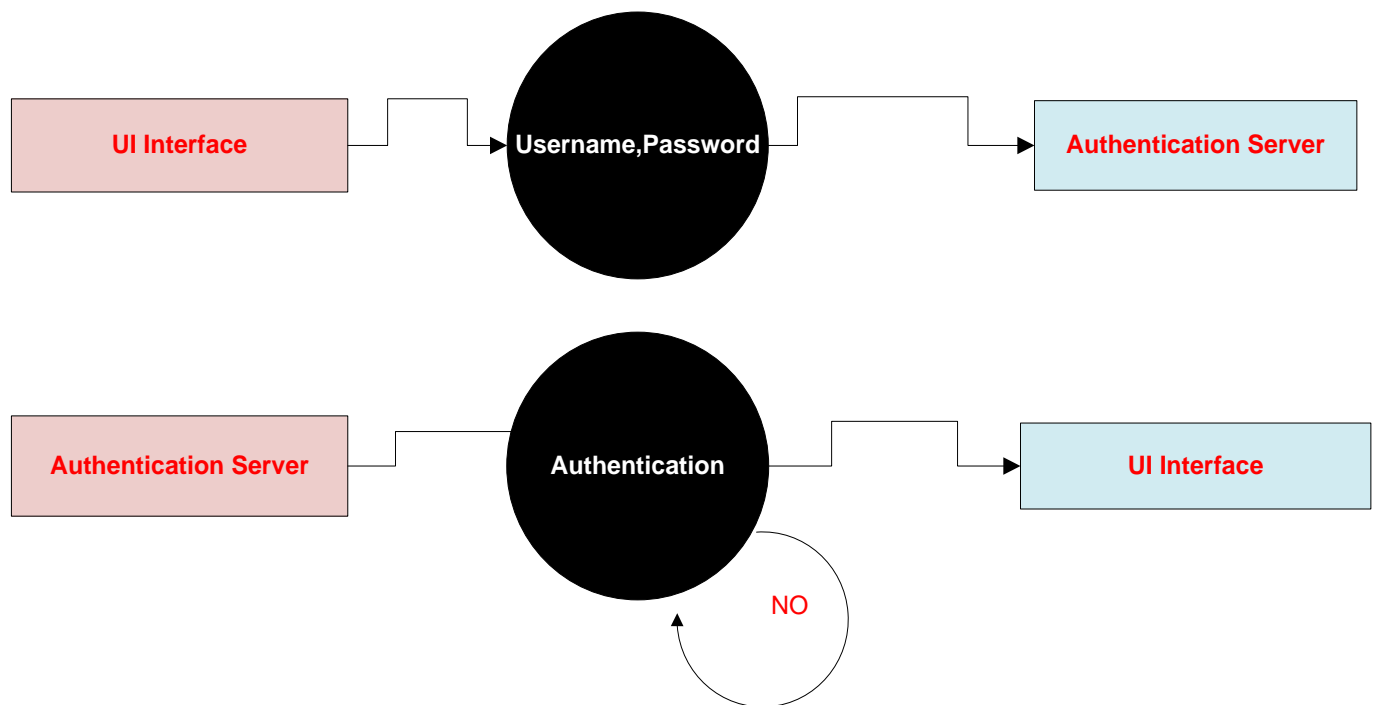 UI Interface
Username,Password
Authentication Server
Authentication Server
Authentication
UI Interface
NO